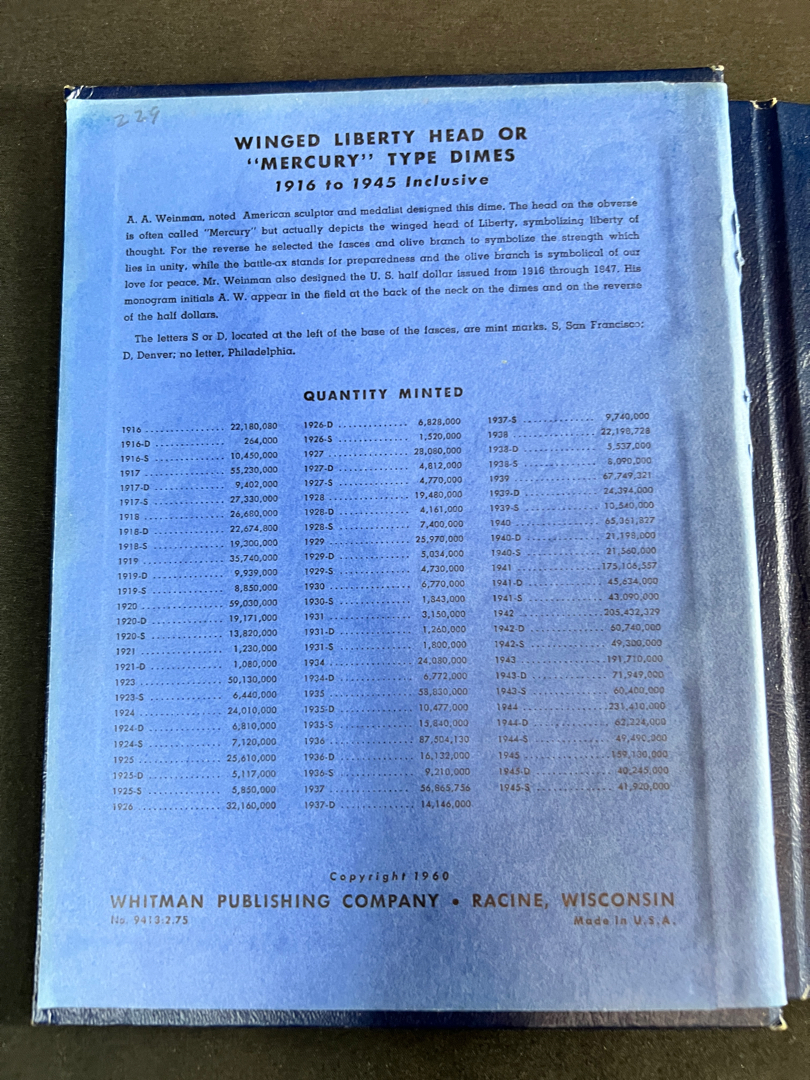 229
WINGED LIBERTY HEAD OR
"MERCURY" TYPE DIMES
1916 to 1945 Inclusive
A. A. Weinman, noted American sculptor and medalist designed this dime. The head on the obverse
is often called "Mercury" but actually depicts the winged head of Liberty, symbolizing liberty of
thought. For the reverse he selected the fasces and olive branch to symbolize the strength which
lies in unity, while the battle-ax stands for preparedness and the olive branch is symbolical of our
love for peace. Mr. Weinman also designed the U. S. half dollar issued from 1916 through 1947. His
monogram initials A. W. appear in the field at the back of the neck on the dimes and on the reverse
of the half dollars.
The letters S or D, located at the left of the base of the fasces, are mint marks. S, San Francisco;
D, Denver; no letter, Philadelphia.
QUANTITY MINTED
1916 .................. 22,180,080
1916-D .................. 264,000
1916-S .................. 10,450,000
1917 .................. 55,230,000
1917-D .................. 9,402,000
1917-S .................. 27,330,000
1918 .................. 26,680,000
1918-D .................. 22,674,800
1918-S .................. 19,300,000
1919 .................. 35,740,000
1919-D .................. 9,939,000
1919-S .................. 8,850,000
1920 .................. 59,030,000
1920-D .................. 19,171,000
1920-S .................. 13,820,000
1921 .................. 1,230,000
1921-D .................. 1,080,000
1923 .................. 50,130,000
1923-S .................. 6,440,000
1924 .................. 24,010,000
1924-D .................. 6,810,000
1924-S .................. 7,120,000
1925 .................. 25,610,000
1925-D .................. 5,117,000
1925-S .................. 5,850,000
1926 .................. 32,160,000
1926-D .................. 6,828,000
1926-S .................. 1,520,000
1927 .................. 28,080,000
1927-D .................. 4,812,000
1927-S .................. 4,770,000
1928 .................. 19,480,000
1928-D .................. 4,161,000
1928-S .................. 7,400,000
1929 .................. 25,970,000
1929-D .................. 5,034,000
1929-S .................. 4,730,000
1930 .................. 6,770,000
1930-S .................. 1,843,000
1931 .................. 3,150,000
1931-D .................. 1,260,000
1931-S .................. 1,800,000
1934 .................. 24,080,000
1934-D .................. 6,772,000
1935 .................. 58,830,000
1935-D .................. 10,477,000
1935-S .................. 15,840,000
1936 .................. 87,504,130
1936-D .................. 16,132,000
1936-S .................. 9,210,000
1937 .................. 56,865,756
1937-D .................. 14,146,000
1937-S .................. 9,740,000
1938 .................. 22,198,728
1938-D .................. 5,537,000
1938-S .................. 8,090,000
1939 .................. 67,749,321
1939-D .................. 24,394,000
1939-S .................. 10,540,000
1940 .................. 65,361,827
1940-D .................. 21,198,000
1940-S .................. 21,560,000
1941 .................. 175,106,557
1941-D .................. 45,634,000
1941-S .................. 43,090,000
1942 .................. 205,432,329
1942-D .................. 60,740,000
1942-S .................. 49,300,000
1943 .................. 191,710,000
1943-D .................. 71,949,000
1943-S .................. 60,400,000
1944 .................. 231,410,000
1944-D .................. 62,224,000
1944-S .................. 49,490,000
1945 .................. 159,130,000
1945-D .................. 40,245,000
1945-S .................. 41,920,000
Copyright 1960
WHITMAN PUBLISHING COMPANY • RACINE, WISCONSIN
No. 9413:2.75 Made in U.S.A.